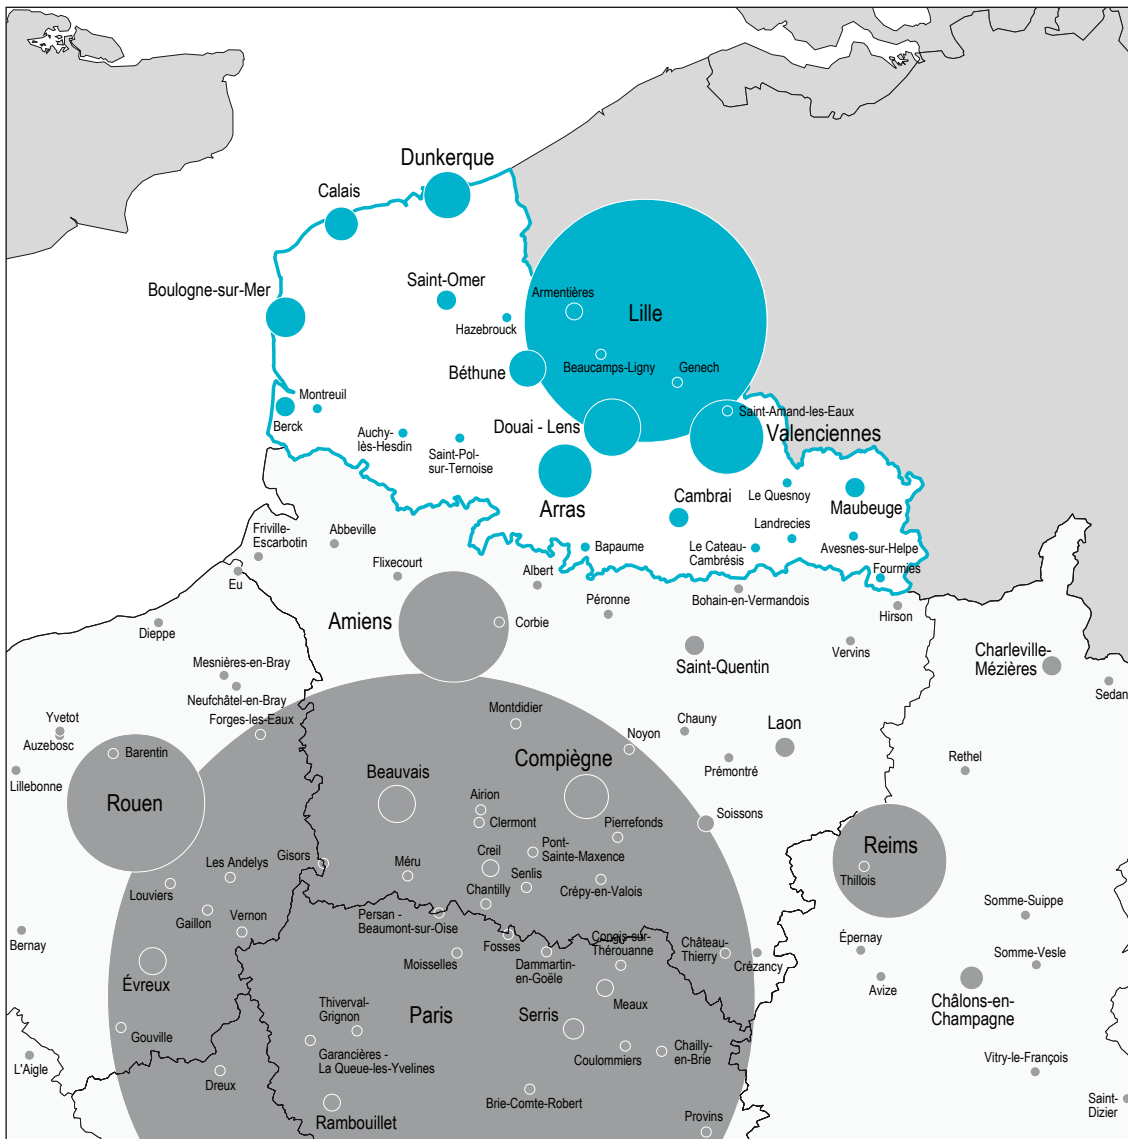 Dunkerque
Calais
Boulogne-sur-Mer
Saint-Omer
Armentières
Lille
Hazebrouck
Béthune
Beaucamps-Ligny
Genech
Montreuil
Berck
Saint-Amand-les-Eaux
Auchy-
lès-Hesdin
Saint-Pol-
sur-Ternoise
Douai - Lens
Valenciennes
Arras
Cambrai
Le Quesnoy
Maubeuge
Landrecies
Bapaume
Le Cateau-
Cambrésis
Avesnes-sur-Helpe
Fourmies
Friville-
Escarbotin
Abbeville
Flixecourt
Albert
Eu
Péronne
Bohain-en-Vermandois
Hirson
Dieppe
Amiens
Corbie
Mesnières-en-Bray
Neufchâtel-en-Bray
Saint-Quentin
Vervins
Charleville-
Mézières
Sedan
Forges-les-Eaux
Montdidier
Yvetot
Auzebosc
Barentin
Noyon
Chauny
Laon
Lillebonne
Rouen
Beauvais
Compiègne
Prémontré
Rethel
Airion
Clermont
Pierrefonds
Soissons
Reims
Thillois
Les Andelys
Gisors
Louviers
Méru
Creil
Pont-
Sainte-Maxence
Senlis
Chantilly
Crépy-en-Valois
Gaillon
Vernon
Persan -
Beaumont-sur-Oise
Fosses
Congis-sur-
Thérouanne
Château-
Thierry
Crézancy
Somme-Suippe
Bernay
Épernay
Somme-Vesle
Moisselles
Dammartin-
en-Goële
Avize
Évreux
Meaux
Châlons-en-
Champagne
Gouville
Thiverval-
Grignon
Paris
Serris
Garancières -
La Queue-les-Yvelines
Coulommiers
Chailly-
en-Brie
Vitry-le-François
L'Aigle
Dreux
Brie-Comte-Robert
Saint-
Dizier
Rambouillet
Provins